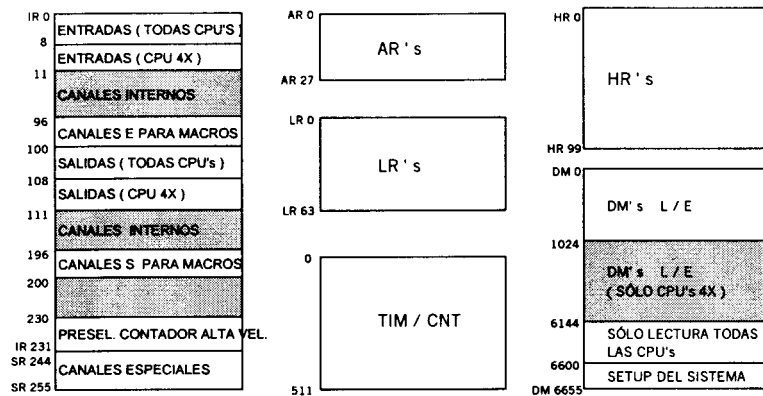 IR 0
ENTRADAS ( TODAS CPU'S )
8
ENTRADAS (CPU 4X )
11
CANALES INTERNOS
96
CANALES E PARA MACROS
100
SALIDAS ( TODAS CPU's )
108
SALIDAS ( CPU 4X )
111
CANALES INTERNOS
196
CANALES S PARA MACROS
200
230
PRESEL. CONTADOR ALTA VEL.
IR 231
SR 244
CANALES ESPECIALES
SR 255
AR 0
AR ' s
AR 27
LR 0
LR ' s
LR 63
0
TIM / CNT
511
HR 0
HR ' s
HR 99
DM 0
DM' s L / E
1024
DM' s L / E
( SÓLO CPU's 4X )
6144
SÓLO LECTURA TODAS
LAS CPU's
6600
SETUP DEL SISTEMA
DM 6655